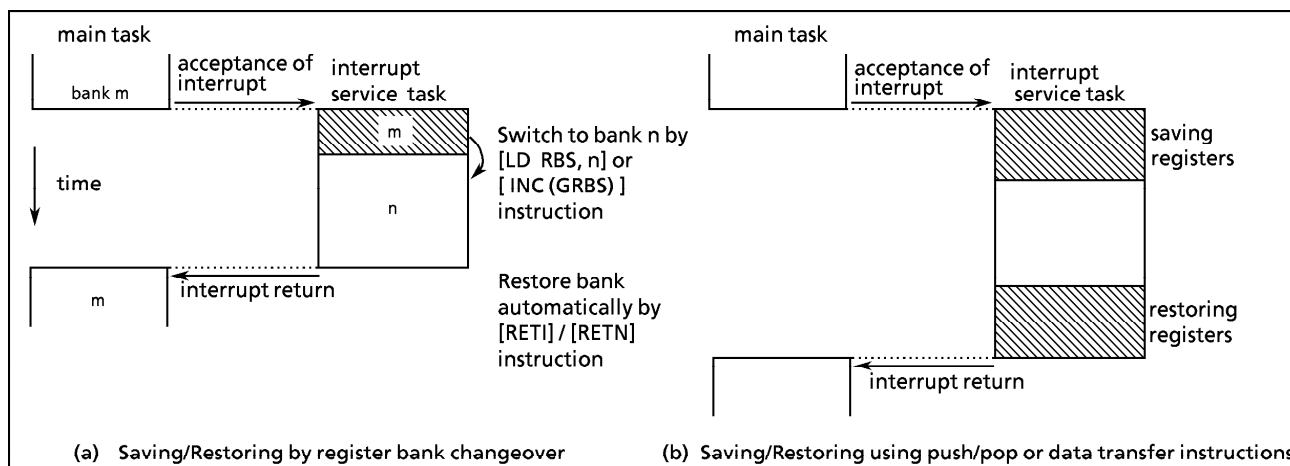 main task
acceptance of
interrupt
interrupt
service task
bank m
m
Switch to bank n by
[LD RBS, n] or
[ INC (GRBS) ]
instruction
time
n
interrupt return
m
Restore bank
automatically by
[RETI] / [RETN]
instruction
(a) Saving/Restoring by register bank changeover
main task
acceptance of
interrupt
interrupt
service task
saving
registers
restoring
registers
interrupt return
(b) Saving/Restoring using push/pop or data transfer instructions